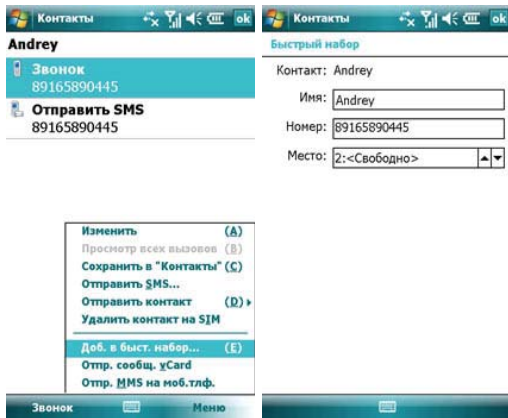 Контакты
ok
Andrey
Звонок
89165890445
Отправить SMS
89165890445
Изменить (A)
Просмотр всех вызовов (B)
Сохранить в "Контакты" (C)
Отправить SMS...
Отправить контакт (D)
Удалить контакт на SIM
Доб. в быст. набор... (E)
Отпр. сообщ. vCard
Отпр. MMS на моб.тлф.
Звонок Меню
Контакты
ok
Быстрый набор
Контакт: Andrey
Имя: Andrey
Номер: 89165890445
Место: 2:<Свободно>